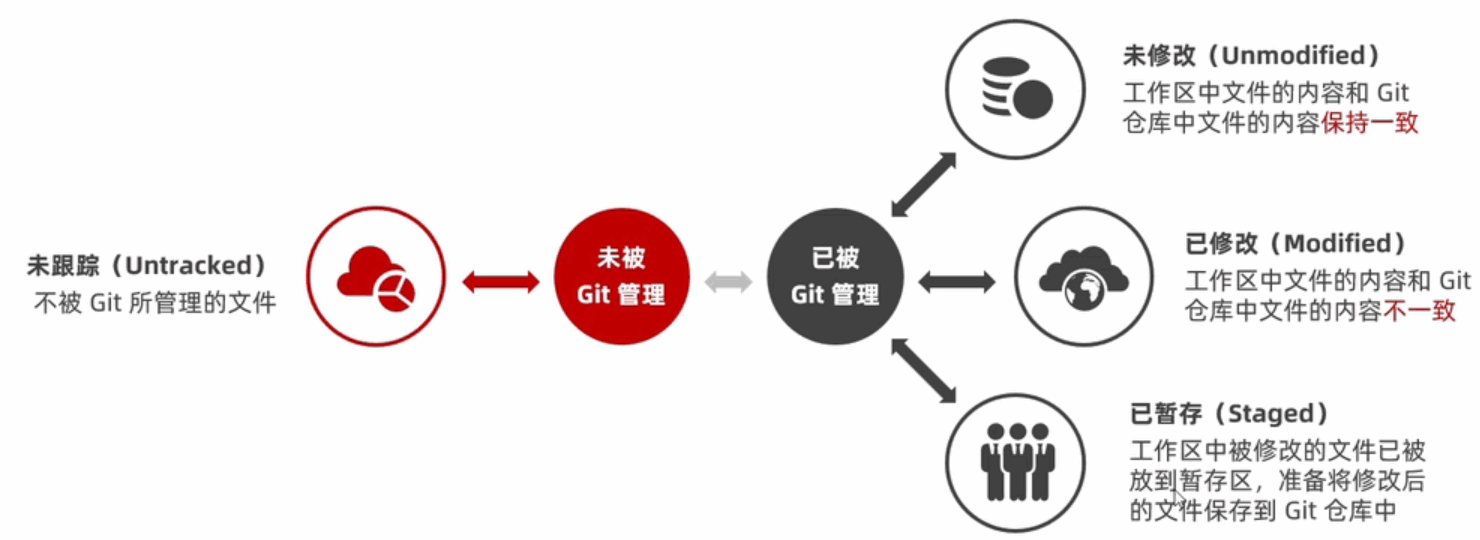 未跟踪（Untracked）
不被 Git 所管理的文件
未被
Git 管理
已被
Git 管理
未修改（Unmodified）
工作区中文件的内容和 Git
仓库中文件的内容保持一致
已修改（Modified）
工作区中文件的内容和 Git
仓库中文件的内容不一致
已暂存（Staged）
工作区中被修改的文件已被
放到暂存区，准备将修改后
的文件保存到 Git 仓库中